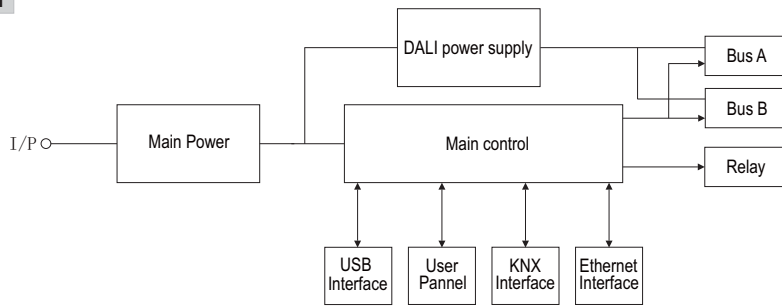 DALI power supply
Bus A
Bus B
I/P
Main Power
Main control
Relay
USB
Interface
User
Pannel
KNX
Interface
Ethernet
Interface